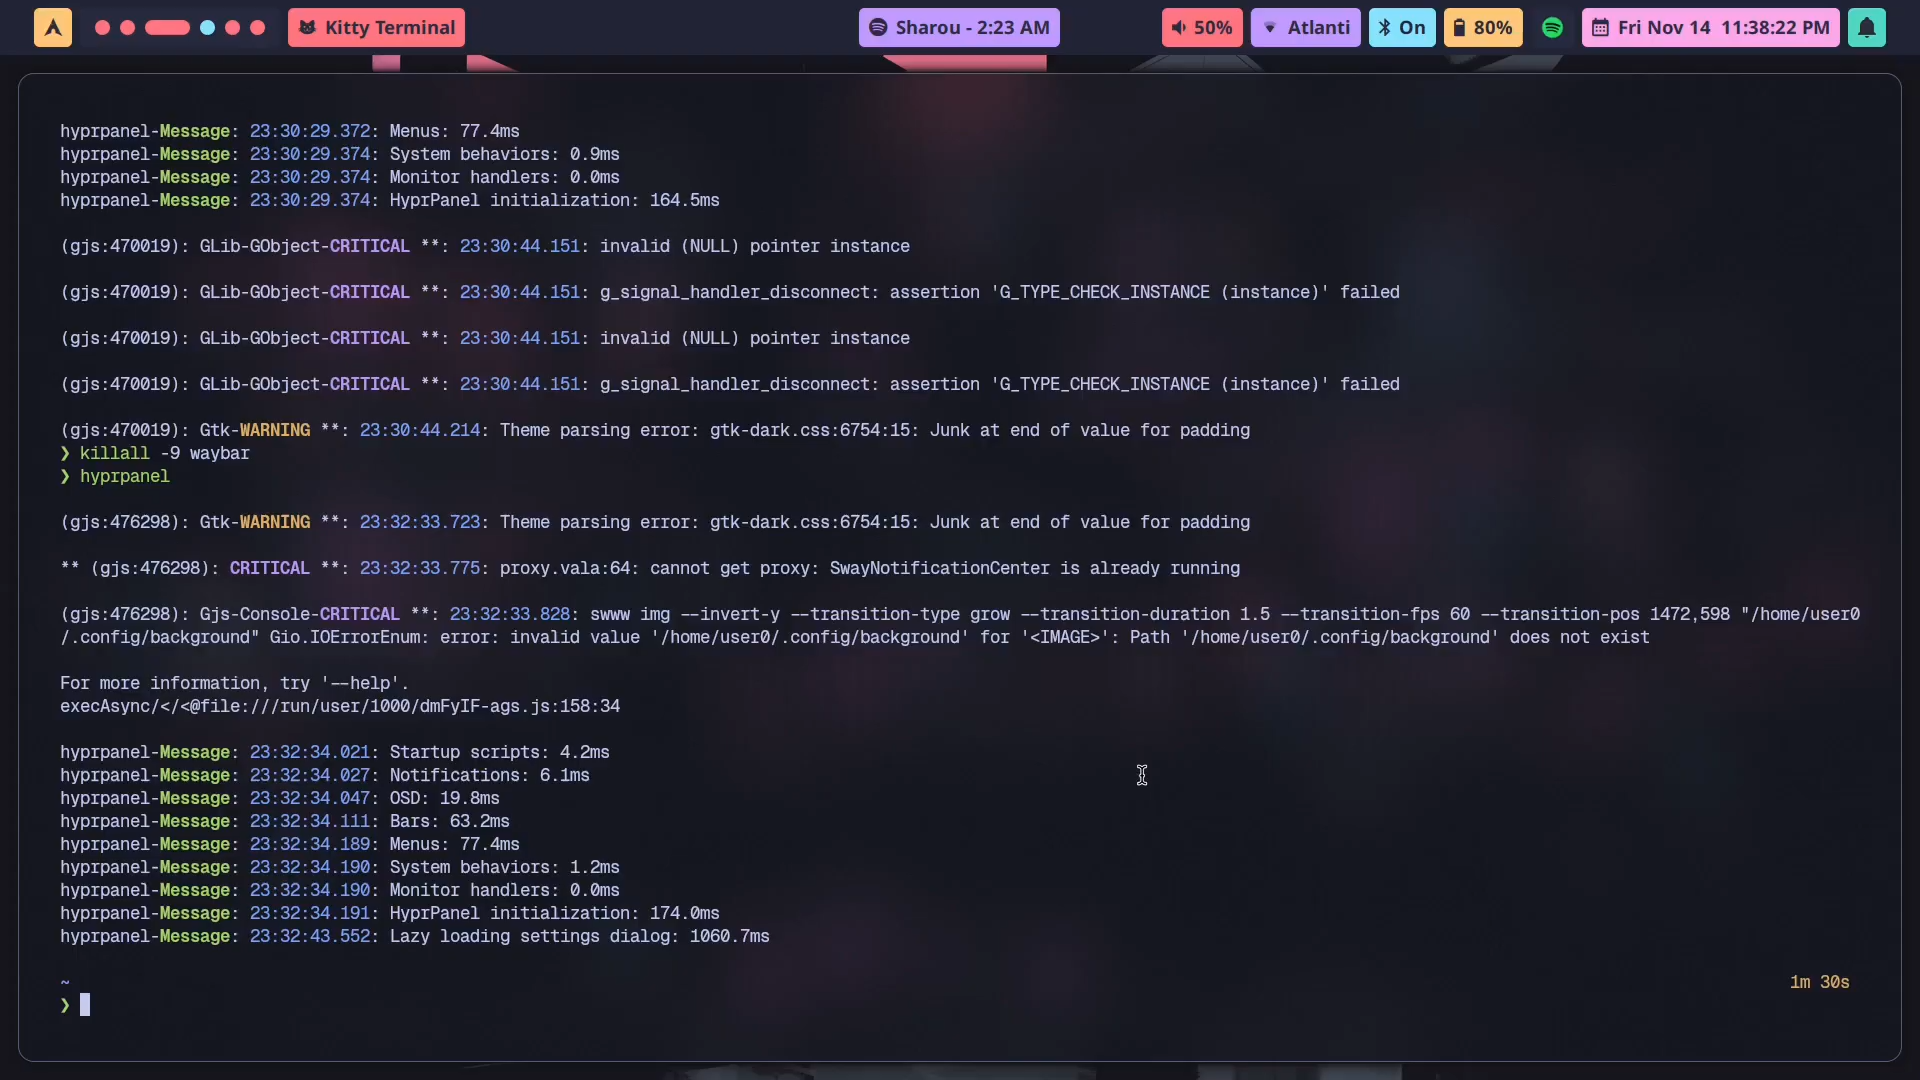 Kitty Terminal
Sharou - 2:23 AM
50%
Atlanti
On
80%
Fri Nov 14 11:38:22 PM
hyprpanel-Message: 23:30:29.372: Menus: 77.4ms
hyprpanel-Message: 23:30:29.374: System behaviors: 0.9ms
hyprpanel-Message: 23:30:29.374: Monitor handlers: 0.0ms
hyprpanel-Message: 23:30:29.374: HyprPanel initialization: 164.5ms
(gjs:470019): GLib-GObject-CRITICAL **: 23:30:44.151: invalid (NULL) pointer instance
(gjs:470019): GLib-GObject-CRITICAL **: 23:30:44.151: g_signal_handler_disconnect: assertion 'G_TYPE_CHECK_INSTANCE (instance)' failed
(gjs:470019): GLib-GObject-CRITICAL **: 23:30:44.151: invalid (NULL) pointer instance
(gjs:470019): GLib-GObject-CRITICAL **: 23:30:44.151: g_signal_handler_disconnect: assertion 'G_TYPE_CHECK_INSTANCE (instance)' failed
(gjs:470019): Gtk-WARNING **: 23:30:44.214: Theme parsing error: gtk-dark.css:6754:15: Junk at end of value for padding
❯ killall -9 waybar
❯ hyprpanel
(gjs:476298): Gtk-WARNING **: 23:32:33.723: Theme parsing error: gtk-dark.css:6754:15: Junk at end of value for padding
** (gjs:476298): CRITICAL **: 23:32:33.775: proxy.vala:64: cannot get proxy: SwayNotificationCenter is already running
(gjs:476298): Gjs-Console-CRITICAL **: 23:32:33.828: swww img --invert-y --transition-type grow --transition-duration 1.5 --transition-fps 60 --transition-pos 1472,598 "/home/user0
/.config/background" Gio.IOErrorEnum: error: invalid value '/home/user0/.config/background' for '<IMAGE>': Path '/home/user0/.config/background' does not exist
For more information, try '--help'.
execAsync/</<@file:///run/user/1000/dmFyIF-ags.js:158:34
hyprpanel-Message: 23:32:34.021: Startup scripts: 4.2ms
hyprpanel-Message: 23:32:34.027: Notifications: 6.1ms
hyprpanel-Message: 23:32:34.047: OSD: 19.8ms
hyprpanel-Message: 23:32:34.111: Bars: 63.2ms
hyprpanel-Message: 23:32:34.189: Menus: 77.4ms
hyprpanel-Message: 23:32:34.190: System behaviors: 1.2ms
hyprpanel-Message: 23:32:34.190: Monitor handlers: 0.0ms
hyprpanel-Message: 23:32:34.191: HyprPanel initialization: 174.0ms
hyprpanel-Message: 23:32:43.552: Lazy loading settings dialog: 1060.7ms
~ 1m 30s
❯